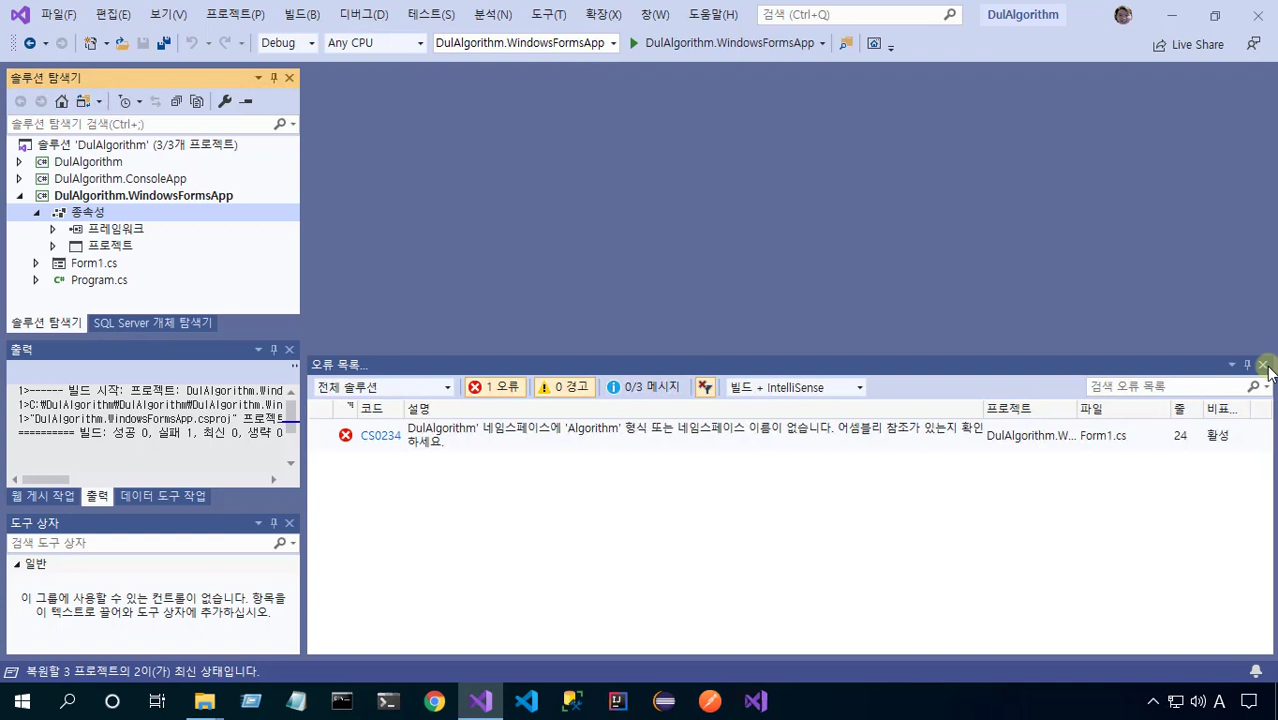 파일(F) 편집(E) 보기(V) 프로젝트(P) 빌드(B) 디버그(D) 테스트(S) 분석(N) 도구(T) 확장(X) 창(W) 도움말(H) 검색 (Ctrl+Q) DulAlgorithm
Debug Any CPU DulAlgorithm.WindowsFormsApp DulAlgorithm.WindowsFormsApp Live Share
솔루션 탐색기
솔루션 탐색기 검색(Ctrl+;)
솔루션 'DulAlgorithm' (3/3개 프로젝트)
DulAlgorithm
DulAlgorithm.ConsoleApp
DulAlgorithm.WindowsFormsApp
종속성
프레임워크
프로젝트
Form1.cs
Program.cs
솔루션 탐색기 SQL Server 개체 탐색기
출력
1>------ 빌드 시작: 프로젝트: DulAlgorithm.Wind
1>C:₩DulAlgorithm₩DulAlgorithm₩DulAlgorithm.Win
1>"DulAlgorithm.WindowsFormsApp.csproj" 프로젝트
========== 빌드: 성공 0, 실패 1, 최신 0, 생략 0
웹 게시 작업 출력 데이터 도구 작업
도구 상자
검색 도구 상자
일반
이 그룹에 사용할 수 있는 컨트롤이 없습니다. 항목을
이 텍스트로 끌어와 도구 상자에 추가하십시오.
오류 목록...
전체 솔루션 1 오류 0 경고 0/3 메시지 빌드 + IntelliSense 검색 오류 목록
코드 설명 프로젝트 파일 줄 비표...
CS0234 DulAlgorithm' 네임스페이스에 'Algorithm' 형식 또는 네임스페이스 이름이 없습니다. 어셈블리 참조가 있는지 확인 DulAlgorithm.W... Form1.cs 24 활성
하세요.
복원할 3 프로젝트의 2이(가) 최신 상태입니다.
A